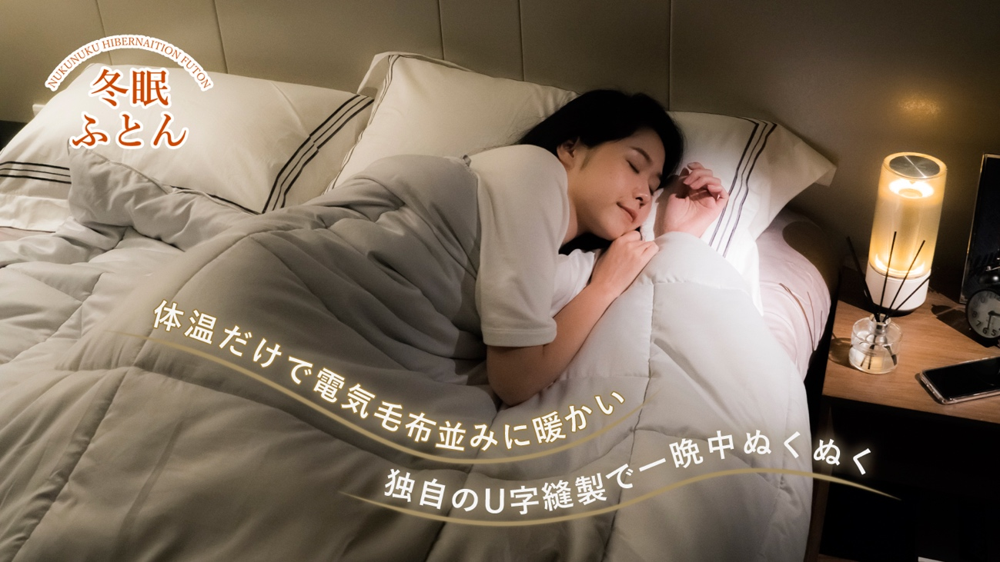 NUKUNUKU HIBERNAITION FUTON
冬眠
ふとん
体温だけで電気毛布並みに暖かい
独自のU字縫製で一晩中ぬくぬく